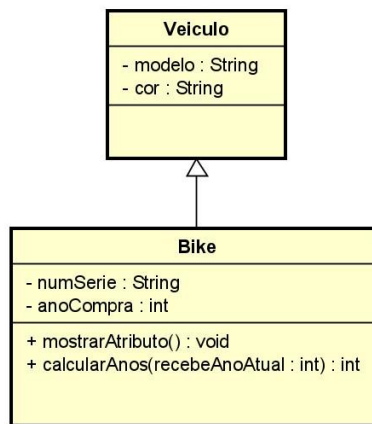 Veiculo
- modelo : String
- cor : String
Bike
- numSerie : String
- anoCompra : int
+ mostrarAtributo() : void
+ calcularAnos(recebeAnoAtual : int) : int